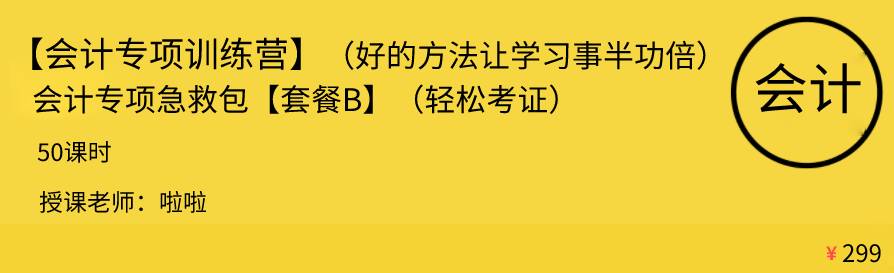 【会计专项训练营】（好的方法让学习事半功倍）
会计专项急救包【套餐B】（轻松考证）
会计
50课时
授课老师：啦啦
¥ 299